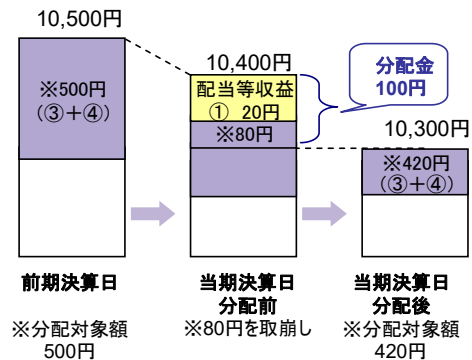 10,500円
※500円
(③＋④)
前期決算日
※分配対象額
500円
10,400円
配当等収益
① 20円
※80円
当期決算日
分配前
※80円を取崩し
分配金
100円
10,300円
※420円
(③＋④)
当期決算日
分配後
※分配対象額
420円